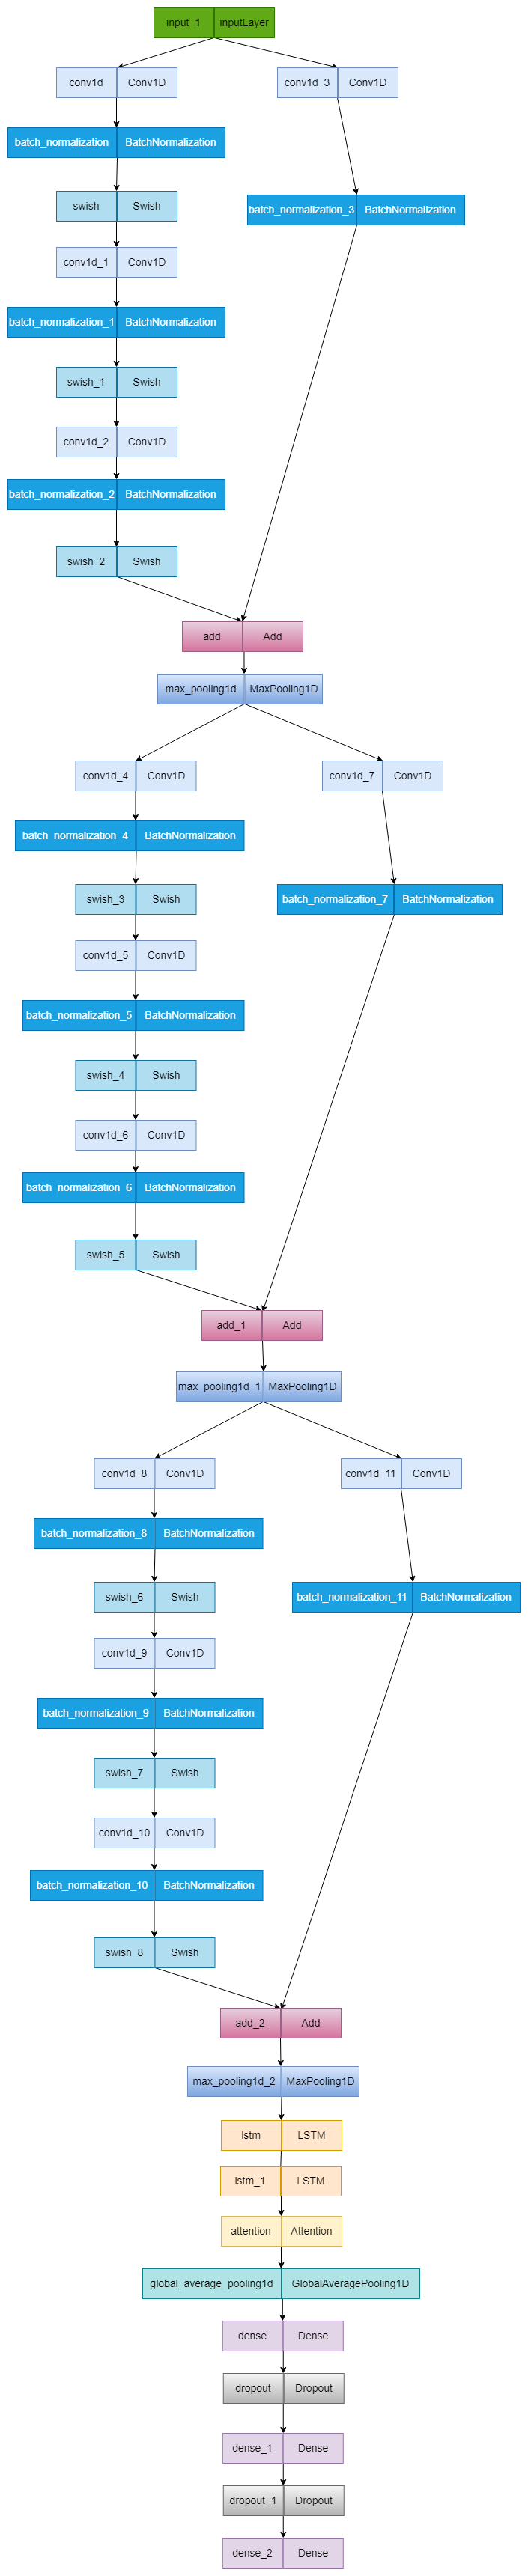 input_1 inputLayer
conv1d Conv1D conv1d_3 Conv1D
batch_normalization BatchNormalization
swish Swish batch_normalization_3 BatchNormalization
conv1d_1 Conv1D
batch_normalization_1 BatchNormalization
swish_1 Swish
conv1d_2 Conv1D
batch_normalization_2 BatchNormalization
swish_2 Swish
add Add
max_pooling1d MaxPooling1D
conv1d_4 Conv1D conv1d_7 Conv1D
batch_normalization_4 BatchNormalization
swish_3 Swish batch_normalization_7 BatchNormalization
conv1d_5 Conv1D
batch_normalization_5 BatchNormalization
swish_4 Swish
conv1d_6 Conv1D
batch_normalization_6 BatchNormalization
swish_5 Swish
add_1 Add
max_pooling1d_1 MaxPooling1D
conv1d_8 Conv1D conv1d_11 Conv1D
batch_normalization_8 BatchNormalization
swish_6 Swish batch_normalization_11 BatchNormalization
conv1d_9 Conv1D
batch_normalization_9 BatchNormalization
swish_7 Swish
conv1d_10 Conv1D
batch_normalization_10 BatchNormalization
swish_8 Swish
add_2 Add
max_pooling1d_2 MaxPooling1D
lstm LSTM
lstm_1 LSTM
attention Attention
global_average_pooling1d GlobalAveragePooling1D
dense Dense
dropout Dropout
dense_1 Dense
dropout_1 Dropout
dense_2 Dense